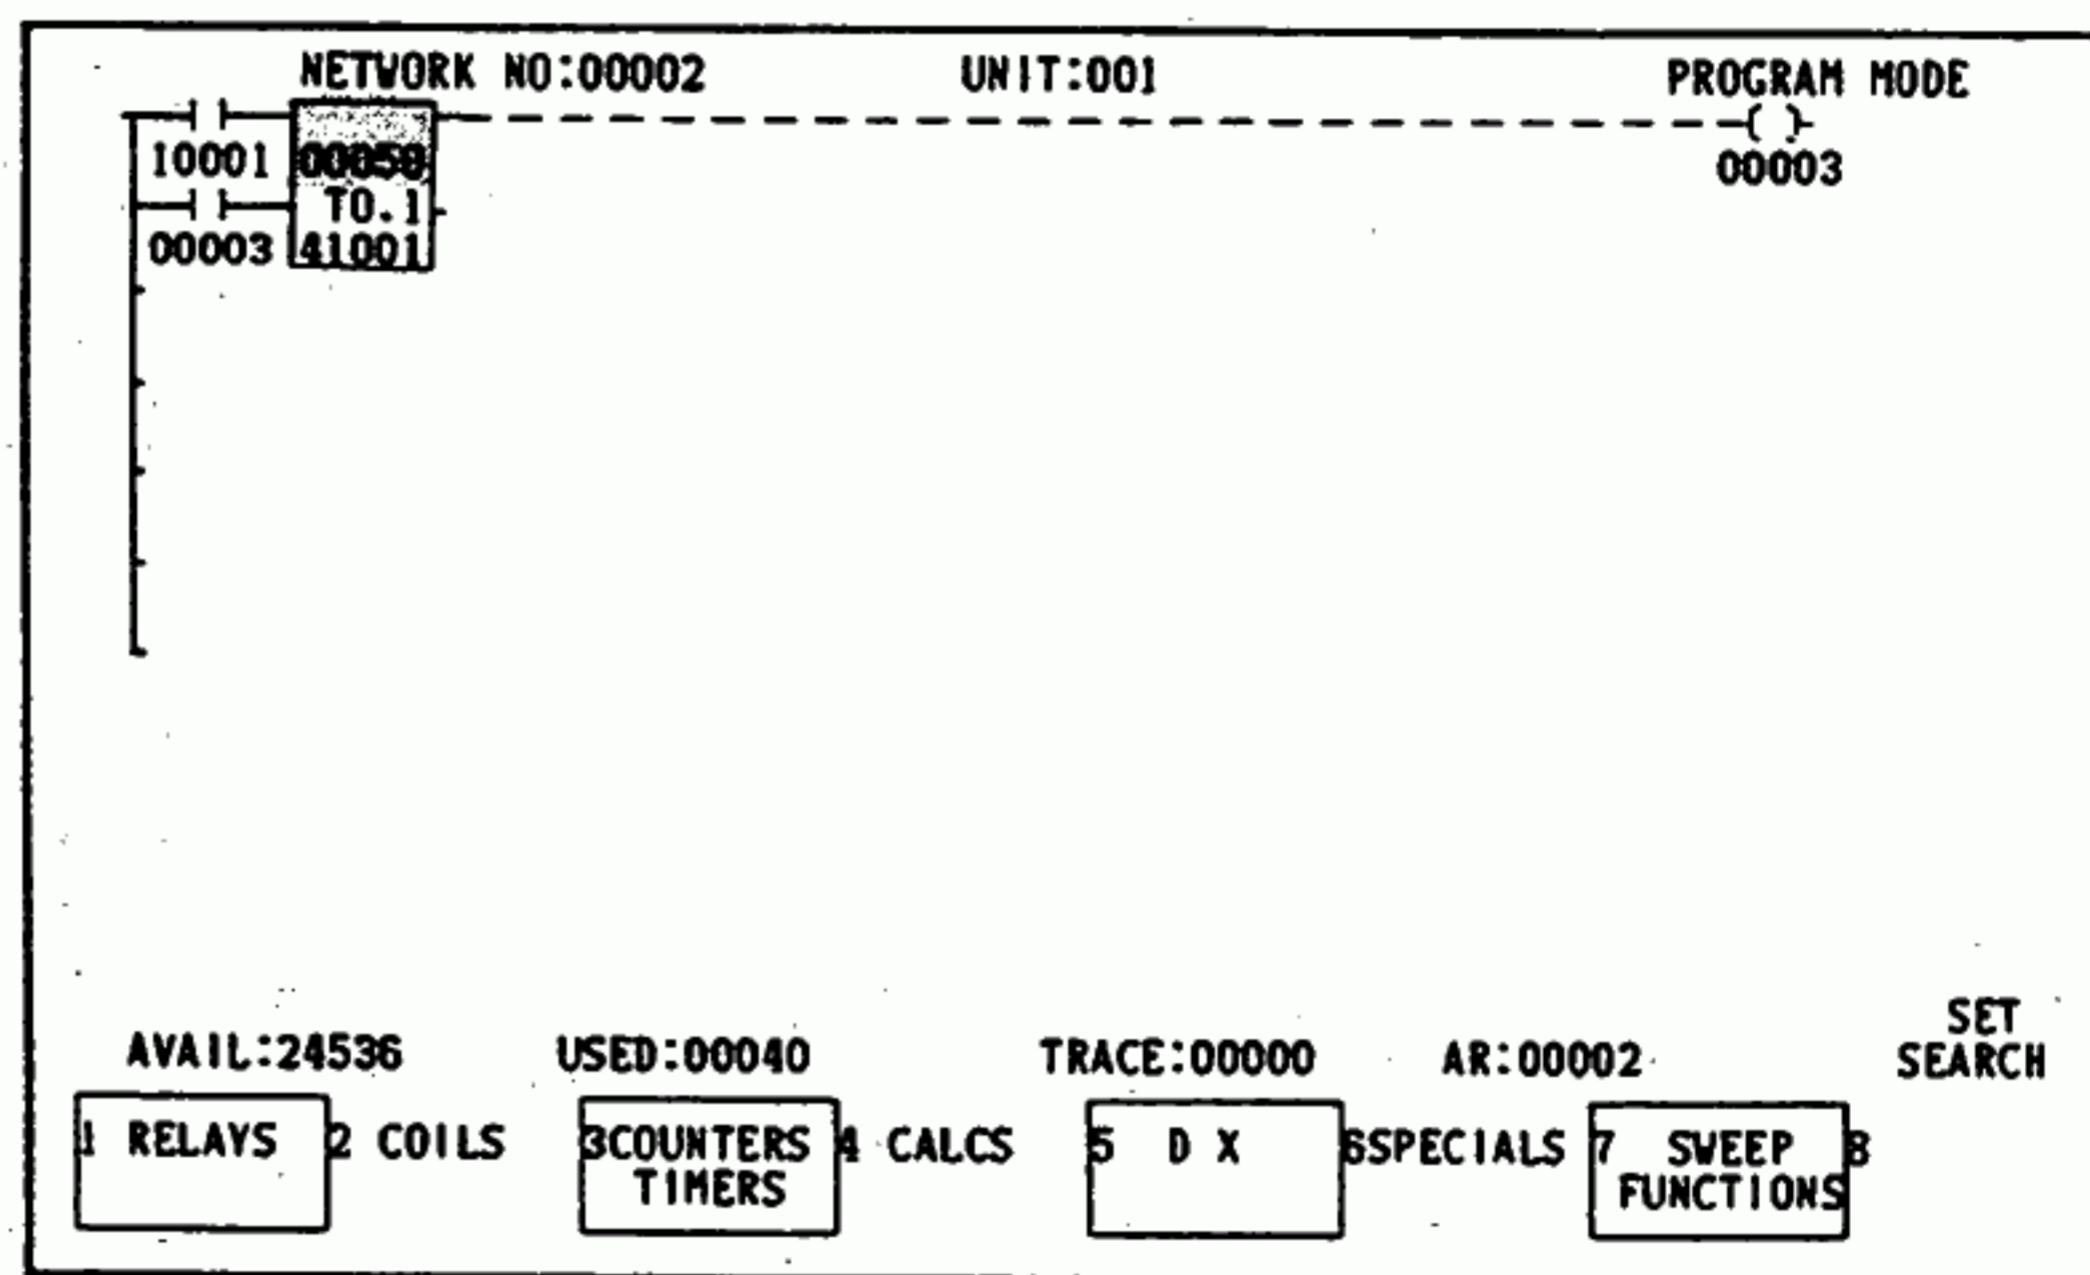 NETWORK NO:00002 UNIT:001 PROGRAM MODE
10001 00050 00003
T0.1
00003 41001
SET
AVAIL:24536 USED:00040 TRACE:00000 AR:00002 SEARCH
1 RELAYS 2 COILS 3COUNTERS 4 CALCS 5 D X 6SPECIALS 7 SWEEP 8
TIMERS FUNCTIONS